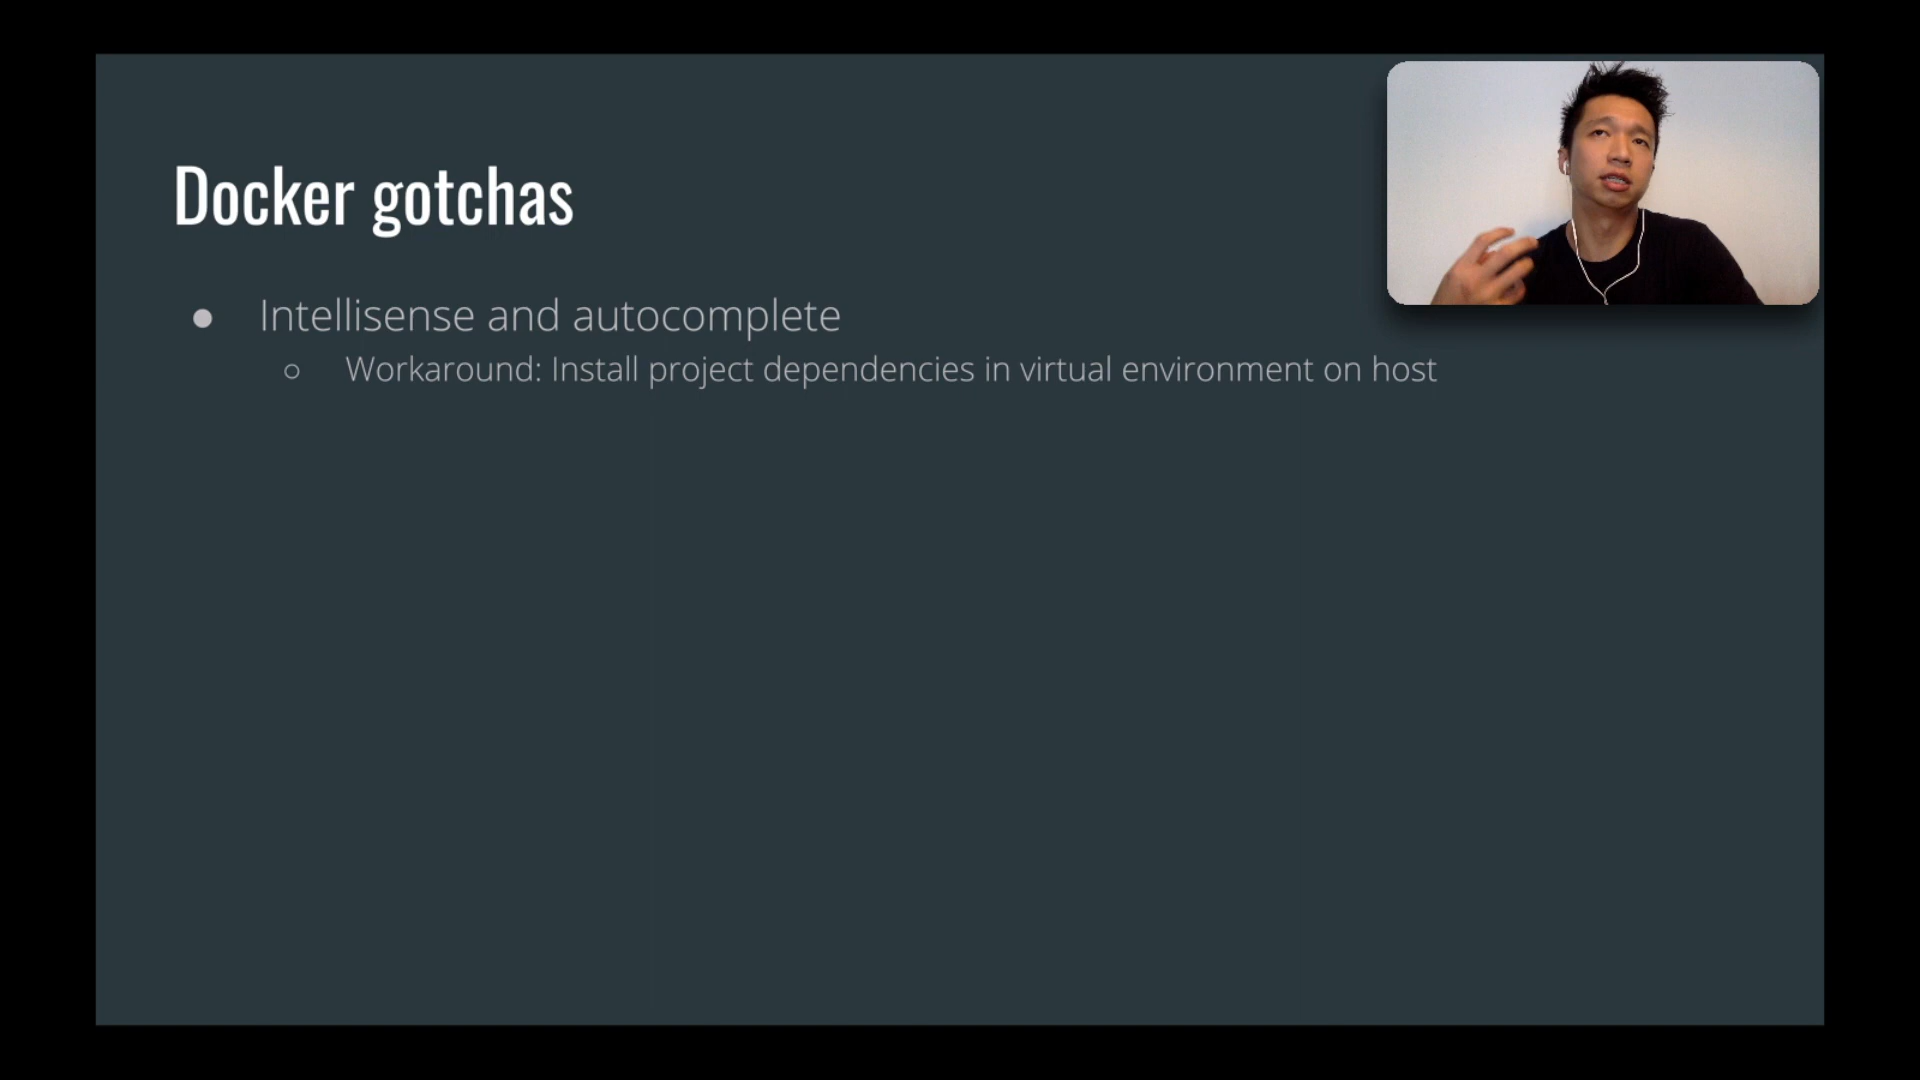 Docker gotchas
Intellisense and autocomplete
Workaround: Install project dependencies in virtual environment on host